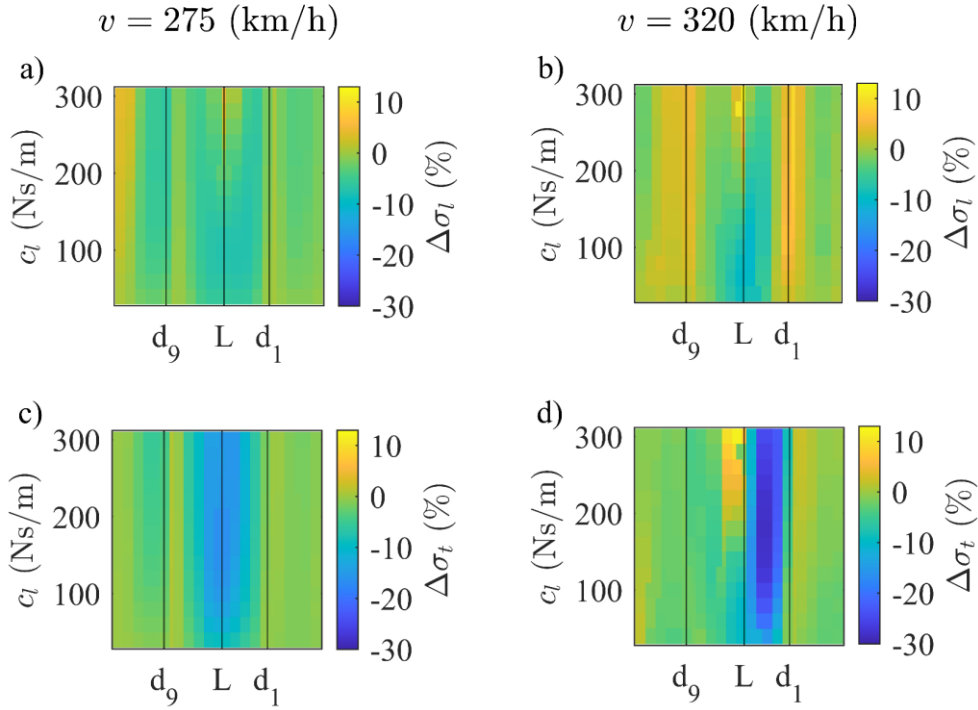 v = 275 (km/h)
v = 320 (km/h)
a)
300
200
100
c_l (Ns/m)
d_9 L d_1
10
0
-10
-20
-30
Δσ_l (%)
b)
300
200
100
c_l (Ns/m)
d_9 L d_1
10
0
-10
-20
-30
Δσ_l (%)
c)
300
200
100
c_l (Ns/m)
d_9 L d_1
10
0
-10
-20
-30
Δσ_t (%)
d)
300
200
100
c_l (Ns/m)
d_9 L d_1
10
0
-10
-20
-30
Δσ_t (%)